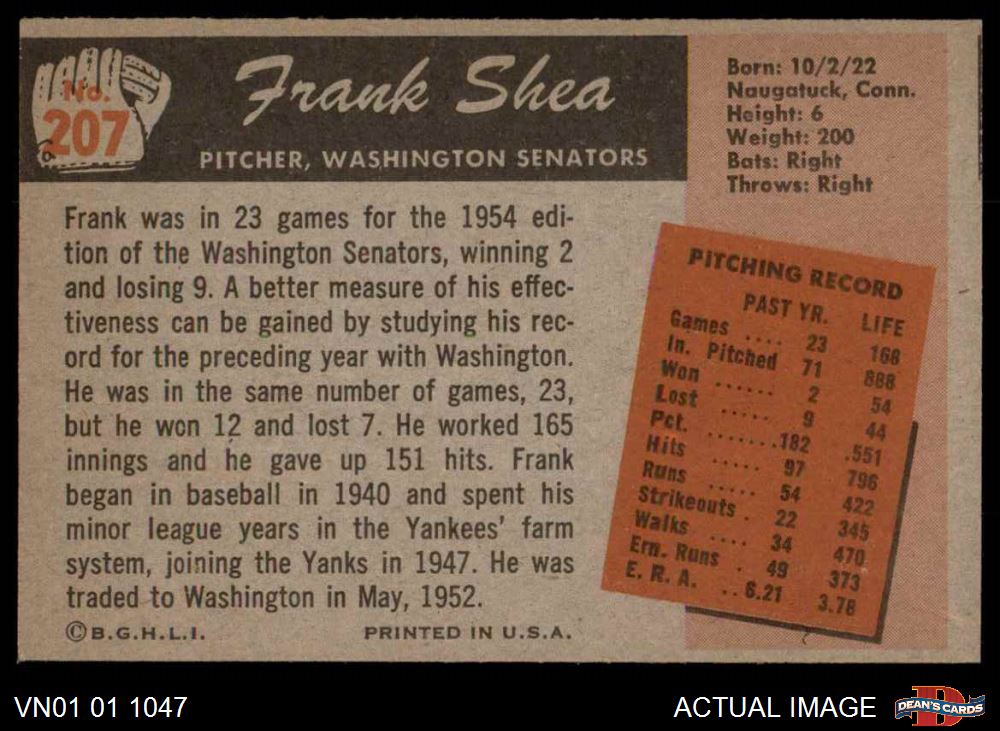 No.
207
Frank Shea
PITCHER, WASHINGTON SENATORS
Born: 10/2/22
Naugatuck, Conn.
Height: 6
Weight: 200
Bats: Right
Throws: Right
Frank was in 23 games for the 1954 edi-
tion of the Washington Senators, winning 2
and losing 9. A better measure of his effec-
tiveness can be gained by studying his rec-
ord for the preceding year with Washington.
He was in the same number of games, 23,
but he won 12 and lost 7. He worked 165
innings and he gave up 151 hits. Frank
began in baseball in 1940 and spent his
minor league years in the Yankees' farm
system, joining the Yanks in 1947. He was
traded to Washington in May, 1952.
©B.G.H.L.I. PRINTED IN U.S.A.
PITCHING RECORD
PAST YR. LIFE
Games .... 23 166
In. Pitched 71 888
Won ...... 2 54
Lost ..... 9 44
Pct. .......182 .551
Hits ..... 97 796
Runs ..... 54 422
Strikeouts . 22 345
Walks .... 34 470
Ern. Runs . 49 373
E. R. A. ..6.21 3.78
VN01 01 1047
ACTUAL IMAGE
DEAN'S CARDS